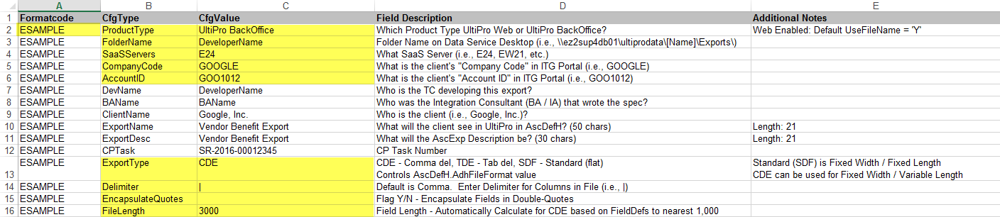 A B C D E
1 Formatcode CfgType CfgValue Field Description Additional Notes
2 ESAMPLE ProductType UltiPro BackOffice Which Product Type UltiPro Web or UltiPro BackOffice? Web Enabled: Default UseFileName = 'Y'
3 ESAMPLE FolderName DeveloperName Folder Name on Data Service Desktop (i.e., \\ez2sup4db01\ultiprodata\[Name]\Exports\)
4 ESAMPLE SaaSServers E24 What SaaS Server (i.e., E24, EW21, etc.)
5 ESAMPLE CompanyCode GOOGLE What is the client's "Company Code" in ITG Portal (i.e., GOOGLE)
6 ESAMPLE AccountID GOO1012 What is the client's "Account ID" in ITG Portal (i.e., GOO1012)
7 ESAMPLE DevName DeveloperName Who is the TC developing this export?
8 ESAMPLE BAName BAName Who was the Integration Consultant (BA / IA) that wrote the spec?
9 ESAMPLE ClientName Google, Inc. Who is the client (i.e., Google, Inc.)?
10 ESAMPLE ExportName Vendor Benefit Export What will the client see in UltiPro in AscDefH? (50 chars) Length: 21
11 ESAMPLE ExportDesc Vendor Benefit Export What will the AscExp Description be? (30 chars) Length: 21
12 ESAMPLE CPTask SR-2016-00012345 CP Task Number
ESAMPLE ExportType CDE CDE - Comma del, TDE - Tab del, SDF - Standard (flat) Standard (SDF) is Fixed Width / Fixed Length
13 Controls AscDefH.AdhFileFormat value CDE can be used for Fixed Width / Variable Length
14 ESAMPLE Delimiter | Default is Comma. Enter Delimiter for Columns in File (i.e., |)
15 ESAMPLE EncapsulateQuotes Flag Y/N - Encapsulate Fields in Double-Quotes
16 ESAMPLE FileLength 3000 Field Length - Automatically Calculate for CDE based on FieldDefs to nearest 1,000